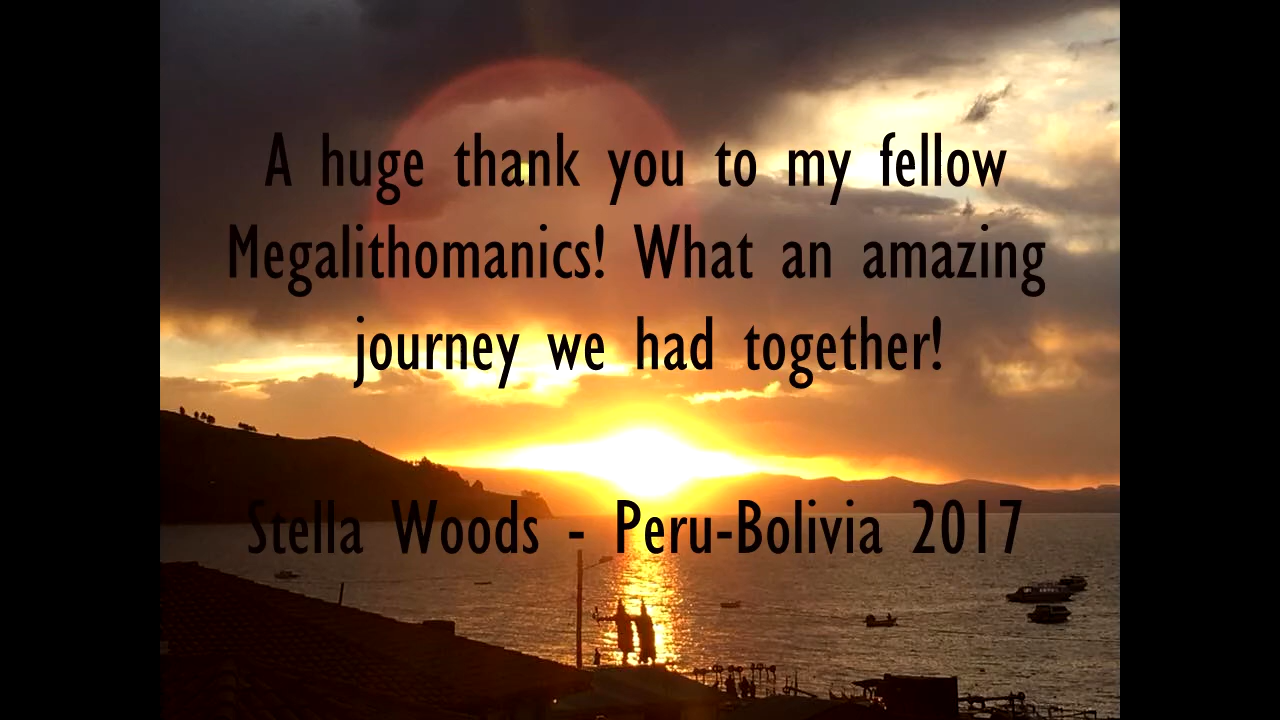 A huge thank you to my fellow
Megalithomanics! What an amazing
journey we had together!
Stella Woods - Peru-Bolivia 2017